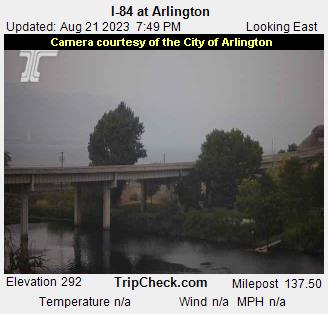 I-84 at Arlington
Updated: Aug 21 2023 7:49 PM Looking East
Camera courtesy of the City of Arlington
Elevation 292 TripCheck.com Milepost 137.50
Temperature n/a Wind n/a MPH n/a